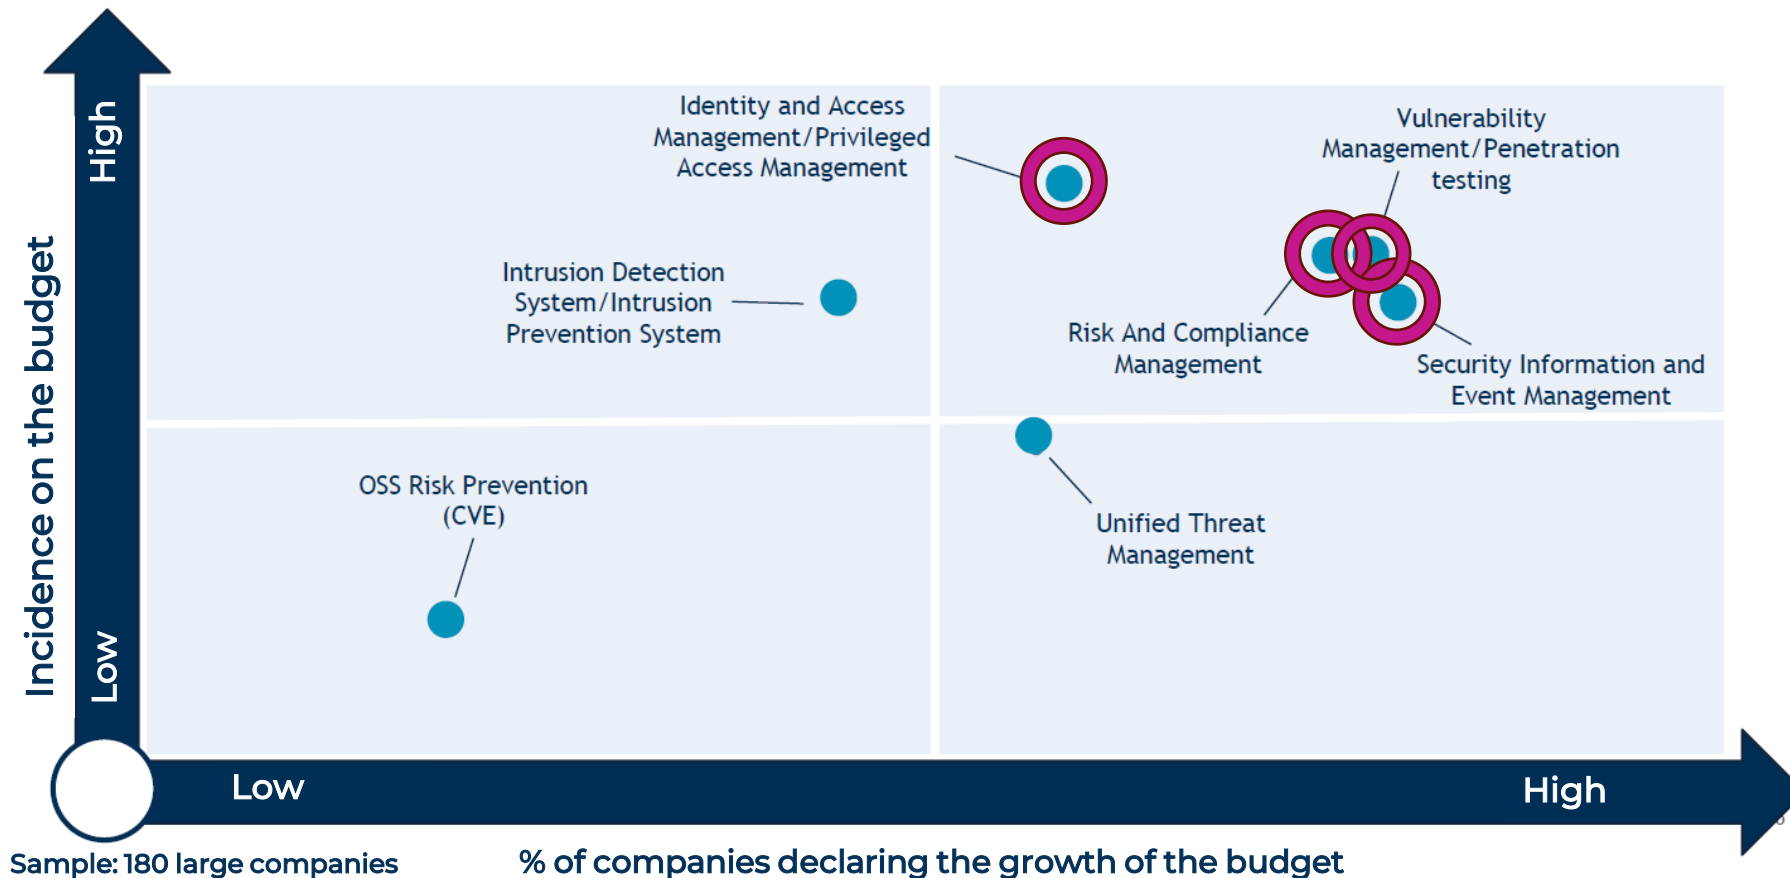 High
Incidence on the budget
Low
Identity and Access
Management/Privileged
Access Management
Vulnerability
Management/Penetration
testing
Intrusion Detection
System/Intrusion
Prevention System
Risk And Compliance
Management
Security Information and
Event Management
OSS Risk Prevention
(CVE)
Unified Threat
Management
Low
High
Sample: 180 large companies
% of companies declaring the growth of the budget